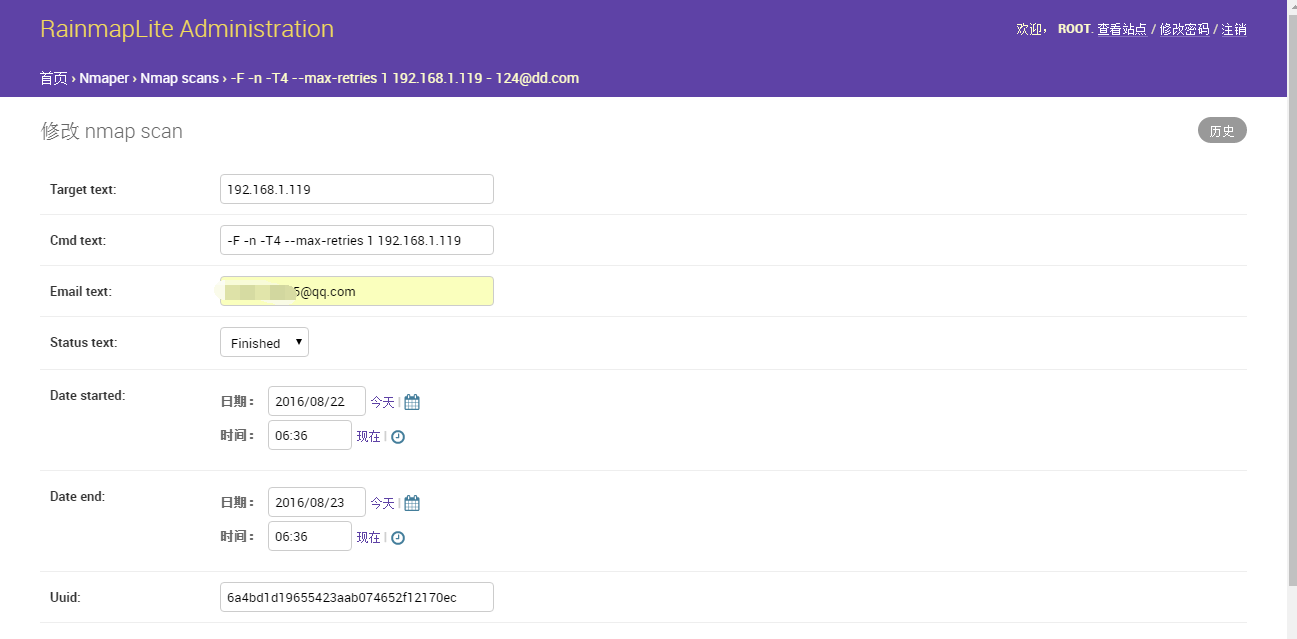 RainmapLite Administration
欢迎， ROOT. 查看站点 / 修改密码 / 注销
首页 › Nmaper › Nmap scans › -F -n -T4 --max-retries 1 192.168.1.119 - 124@dd.com
修改 nmap scan
历史
Target text: 192.168.1.119
Cmd text: -F -n -T4 --max-retries 1 192.168.1.119
Email text: 5@qq.com
Status text: Finished
Date started: 日期： 2016/08/22 今天 |
时间： 06:36 现在 |
Date end: 日期： 2016/08/23 今天 |
时间： 06:36 现在 |
Uuid: 6a4bd1d19655423aab074652f12170ec